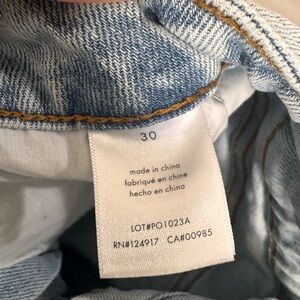 30
made in china
fabriqué en chine
hecho en china
LOT#PO1023A
RN#124917 CA#00985